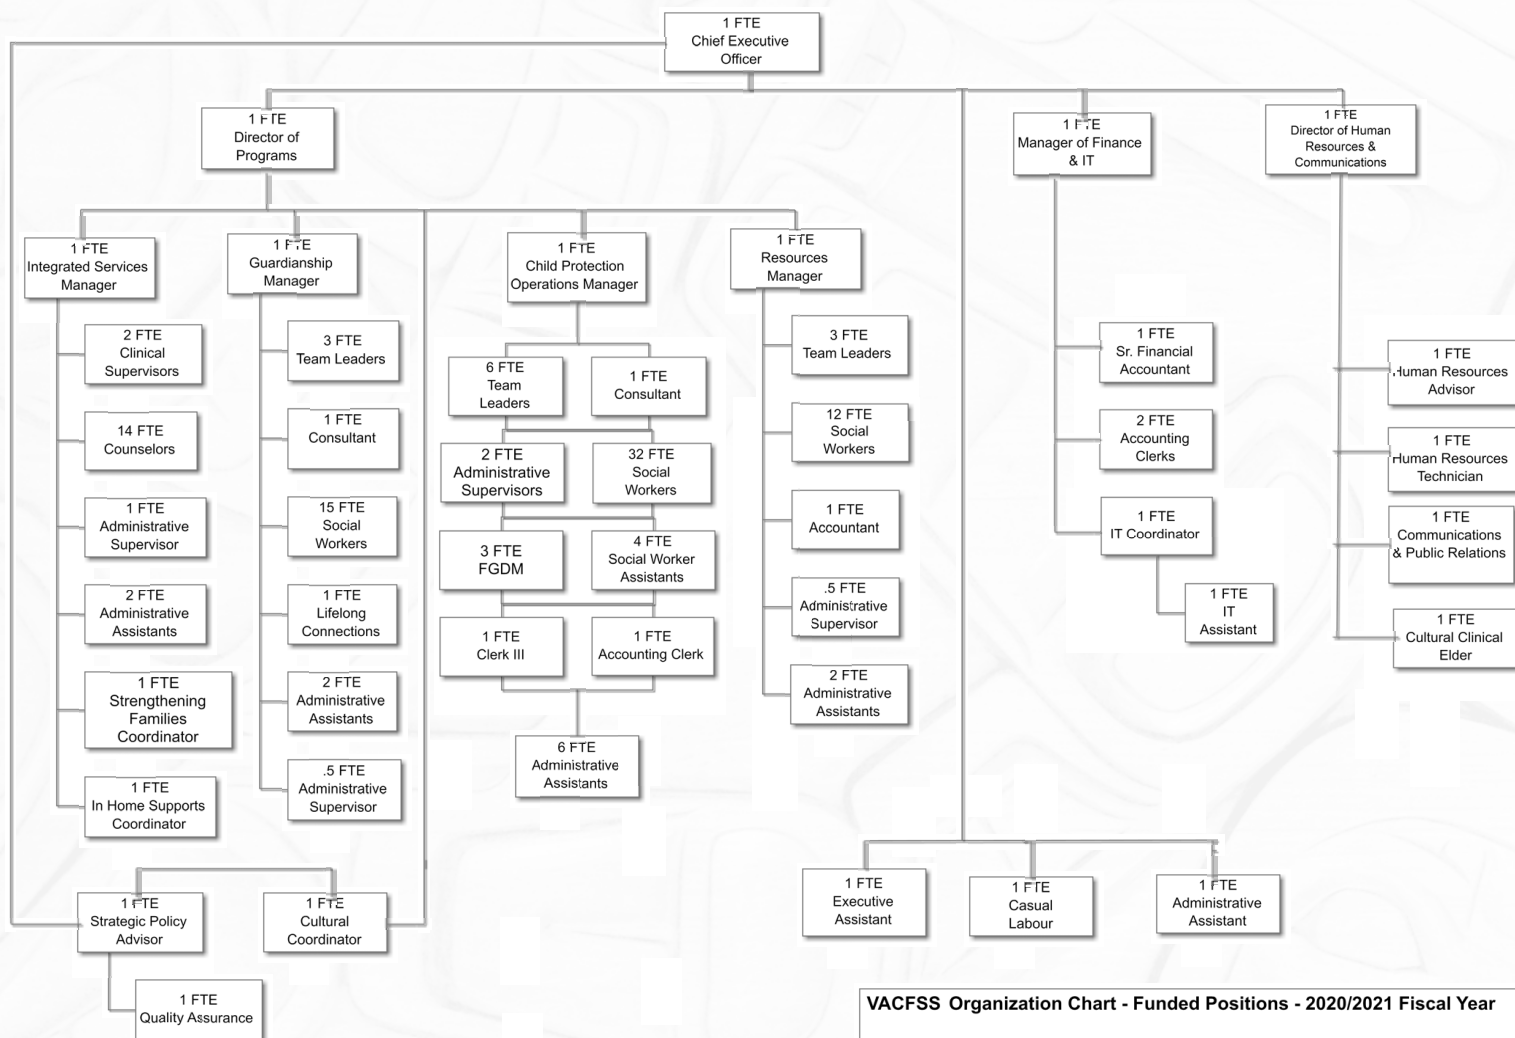 1 FTE
Chief Executive
Officer
1 FTE
Director of
Programs
1 FTE
Manager of Finance
& IT
1 FTE
Director of Human
Resources &
Communications
1 FTE
Integrated Services
Manager
2 FTE
Clinical
Supervisors
14 FTE
Counselors
1 FTE
Administrative
Supervisor
2 FTE
Administrative
Assistants
1 FTE
Strengthening
Families
Coordinator
1 FTE
In Home Supports
Coordinator
1 FTE
Guardianship
Manager
3 FTE
Team Leaders
1 FTE
Consultant
15 FTE
Social
Workers
1 FTE
Lifelong
Connections
2 FTE
Administrative
Assistants
.5 FTE
Administrative
Supervisor
1 FTE
Child Protection
Operations Manager
6 FTE
Team
Leaders
1 FTE
Consultant
2 FTE
Administrative
Supervisors
32 FTE
Social
Workers
3 FTE
FGDM
4 FTE
Social Worker
Assistants
1 FTE
Clerk III
1 FTE
Accounting Clerk
6 FTE
Administrative
Assistants
1 FTE
Resources
Manager
3 FTE
Team Leaders
12 FTE
Social
Workers
1 FTE
Accountant
.5 FTE
Administrative
Supervisor
2 FTE
Administrative
Assistants
1 FTE
Sr. Financial
Accountant
2 FTE
Accounting
Clerks
1 FTE
IT Coordinator
1 FTE
IT
Assistant
1 FTE
Human Resources
Advisor
1 FTE
Human Resources
Technician
1 FTE
Communications
& Public Relations
1 FTE
Cultural Clinical
Elder
1 FTE
Strategic Policy
Advisor
1 FTE
Cultural
Coordinator
1 FTE
Quality Assurance
1 FTE
Executive
Assistant
1 FTE
Casual
Labour
1 FTE
Administrative
Assistant
VACFSS Organization Chart - Funded Positions - 2020/2021 Fiscal Year